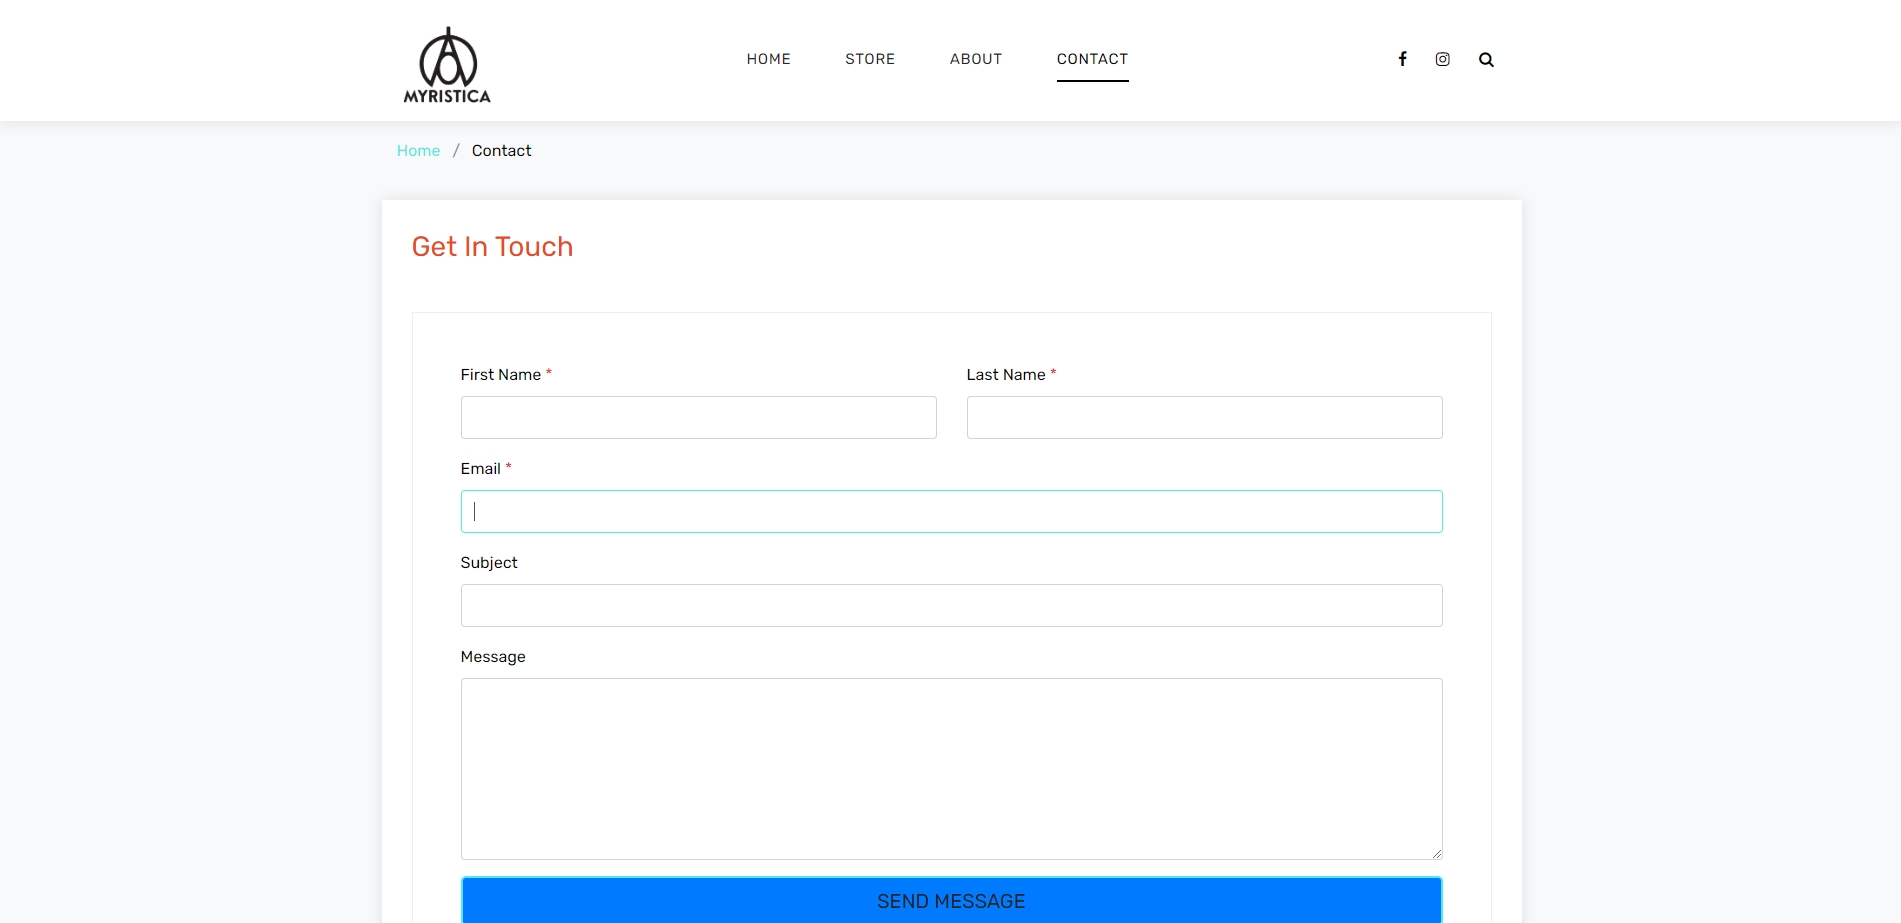 MYRISTICA
HOME STORE ABOUT CONTACT
Home / Contact
Get In Touch
First Name * Last Name *
Email *
Subject
Message
SEND MESSAGE